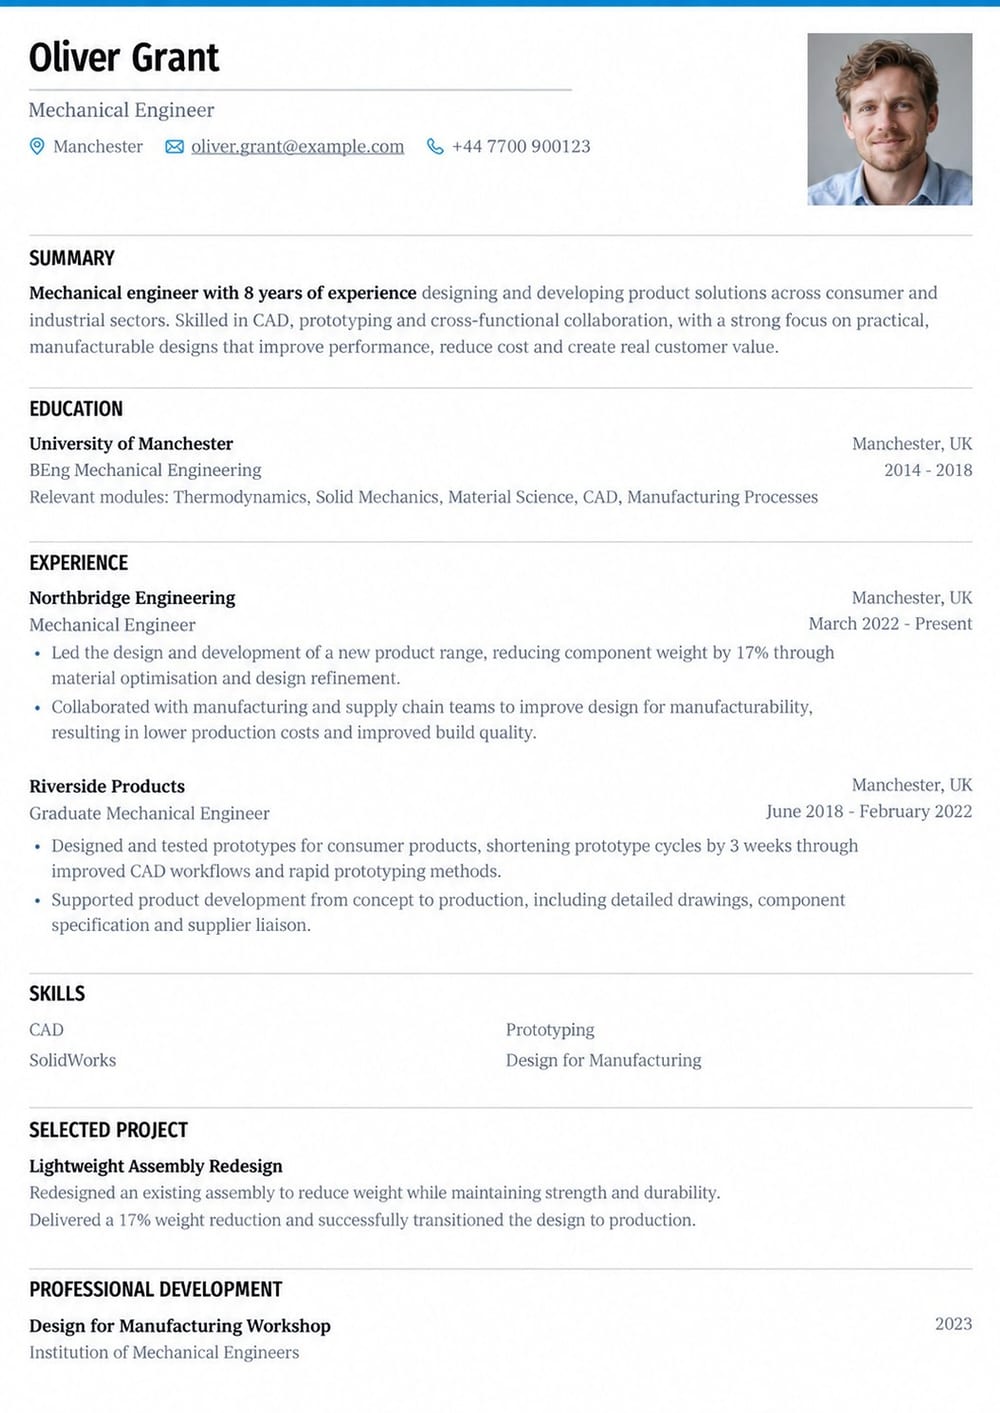 Oliver Grant
Mechanical Engineer
Manchester oliver.grant@example.com +44 7700 900123
SUMMARY
Mechanical engineer with 8 years of experience designing and developing product solutions across consumer and
industrial sectors. Skilled in CAD, prototyping and cross-functional collaboration, with a strong focus on practical,
manufacturable designs that improve performance, reduce cost and create real customer value.
EDUCATION
University of Manchester Manchester, UK
BEng Mechanical Engineering 2014 - 2018
Relevant modules: Thermodynamics, Solid Mechanics, Material Science, CAD, Manufacturing Processes
EXPERIENCE
Northbridge Engineering Manchester, UK
Mechanical Engineer March 2022 - Present
• Led the design and development of a new product range, reducing component weight by 17% through
material optimisation and design refinement.
• Collaborated with manufacturing and supply chain teams to improve design for manufacturability,
resulting in lower production costs and improved build quality.
Riverside Products Manchester, UK
Graduate Mechanical Engineer June 2018 - February 2022
• Designed and tested prototypes for consumer products, shortening prototype cycles by 3 weeks through
improved CAD workflows and rapid prototyping methods.
• Supported product development from concept to production, including detailed drawings, component
specification and supplier liaison.
SKILLS
CAD Prototyping
SolidWorks Design for Manufacturing
SELECTED PROJECT
Lightweight Assembly Redesign
Redesigned an existing assembly to reduce weight while maintaining strength and durability.
Delivered a 17% weight reduction and successfully transitioned the design to production.
PROFESSIONAL DEVELOPMENT
Design for Manufacturing Workshop 2023
Institution of Mechanical Engineers